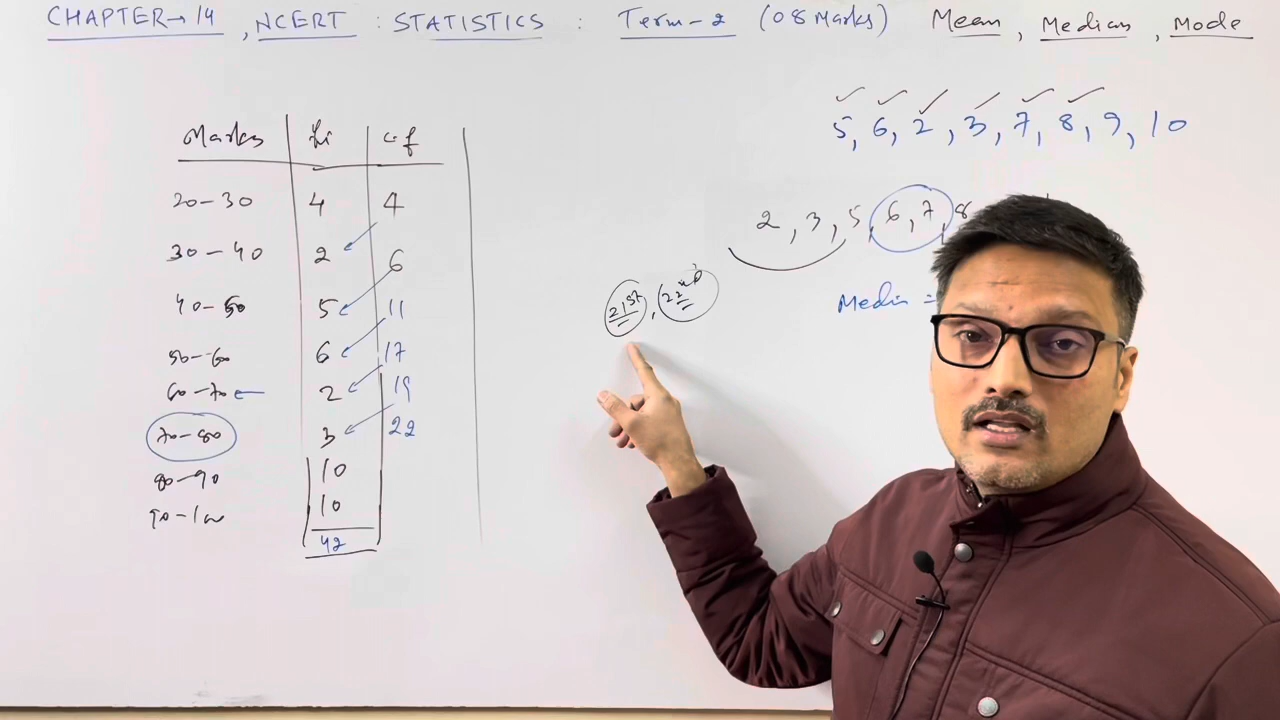 CHAPTER→14, NCERT : STATISTICS : Term-2 (08 Marks) Mean, Median, Mode
5, 6, 2, 3, 7, 8, 9, 10
Marks fi cf
20-30 4 4
30-40 2 6
40-50 5 11
50-60 6 17
60-70 2 19
70-80 3 22
80-90 10
90-100 10
42
2, 3, 5, 6, 7, 8
21st, 22nd
Medin =